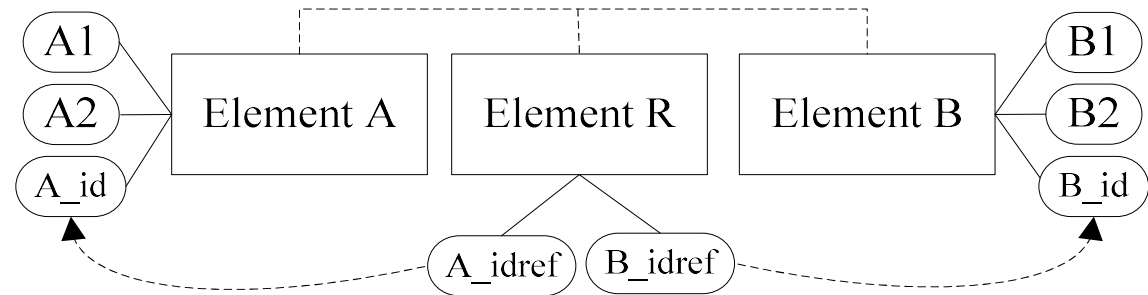 A1
A2
A_id
Element A
Element R
Element B
B1
B2
B_id
A_idref
B_idref